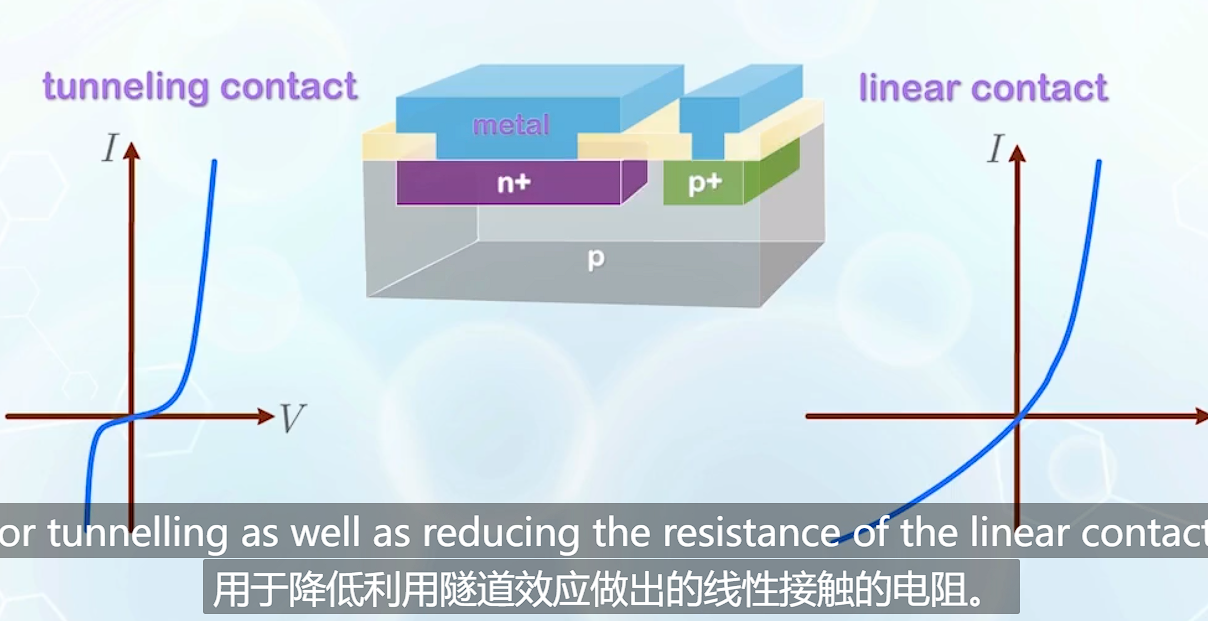 tunneling contact
linear contact
metal
n+
p+
p
I
V
I
or tunnelling as well as reducing the resistance of the linear contact
用于降低利用隧道效应做出的线性接触的电阻。